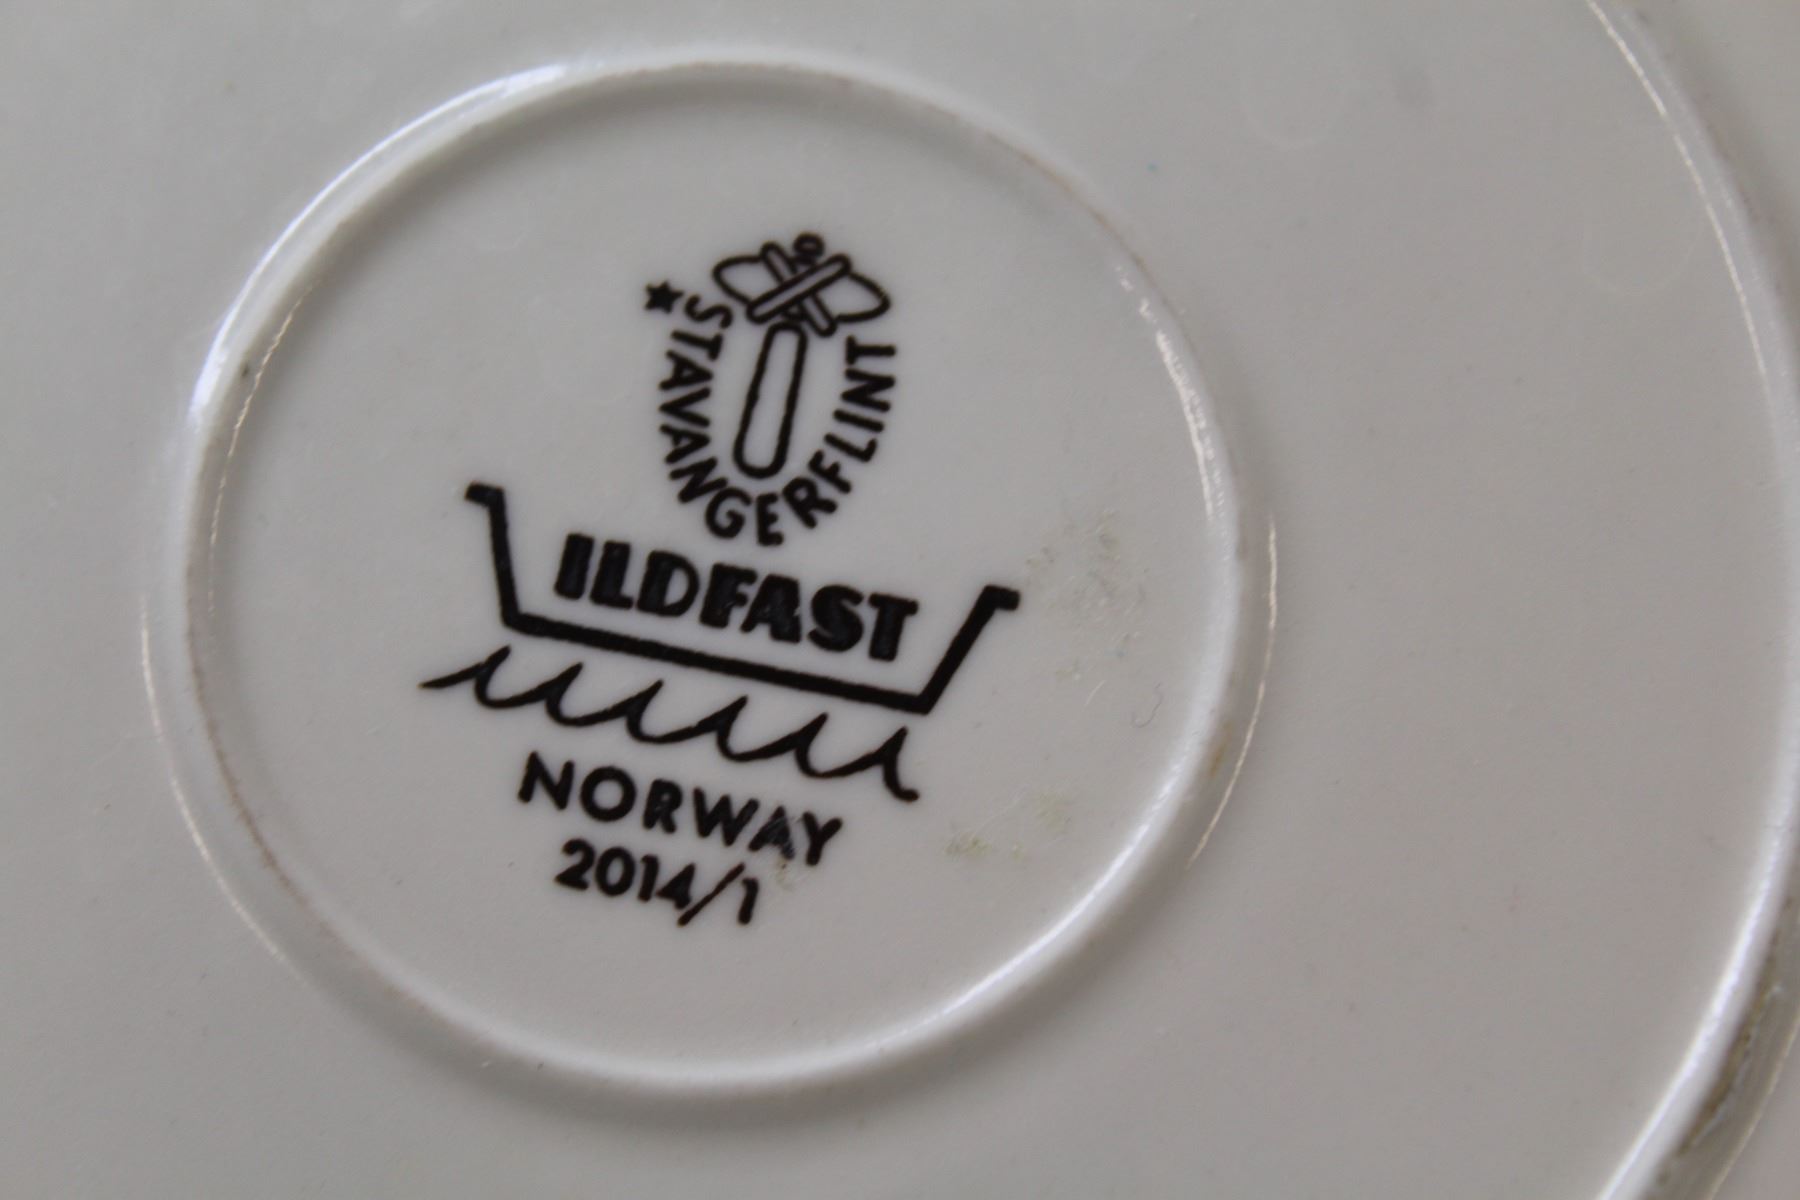 STAVANGERFLINT
ILDFAST
NORWAY
2014/1